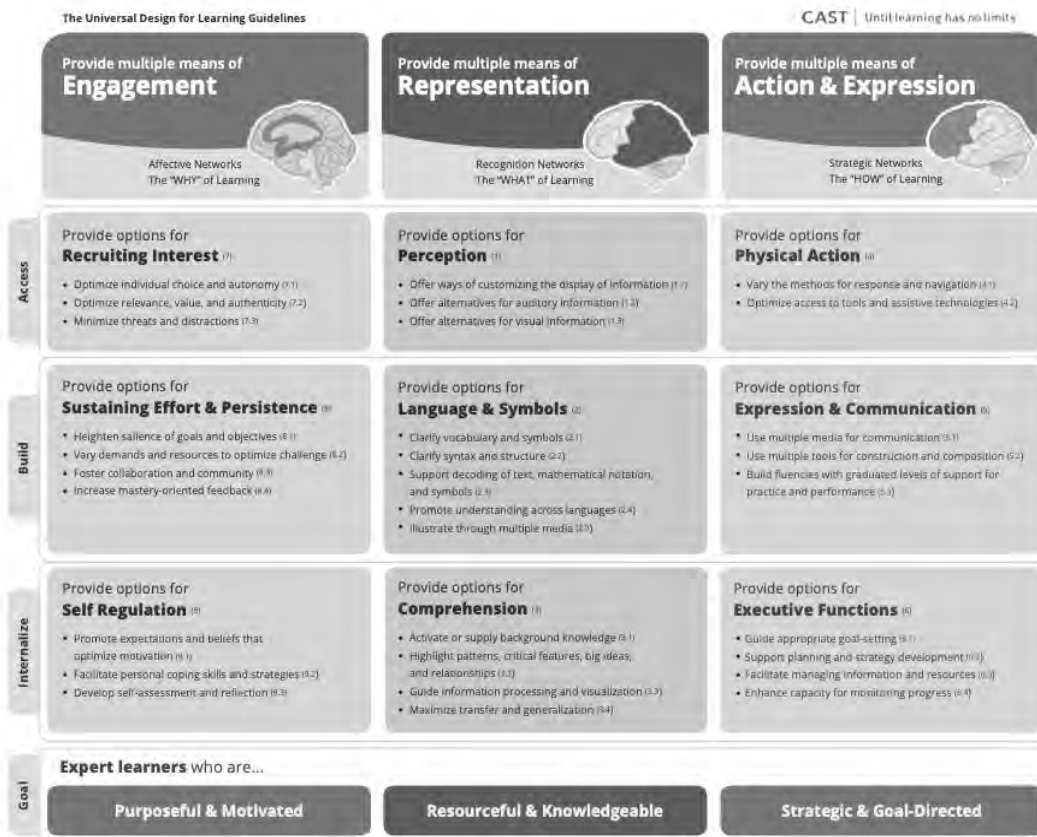 The Universal Design for Learning Guidelines
CAST | Until learning has no limits
Provide multiple means of
Engagement
Affective Networks
The "WHY" of Learning
Provide multiple means of
Representation
Recognition Networks
The "WHAT" of Learning
Provide multiple means of
Action & Expression
Strategic Networks
The "HOW" of Learning
Access
Provide options for
Recruiting Interest (7)
• Optimize individual choice and autonomy (7.1)
• Optimize relevance, value, and authenticity (7.2)
• Minimize threats and distractions (7.3)
Provide options for
Perception (1)
• Offer ways of customizing the display of information (1.1)
• Offer alternatives for auditory information (1.2)
• Offer alternatives for visual information (1.3)
Provide options for
Physical Action (4)
• Vary the methods for response and navigation (4.1)
• Optimize access to tools and assistive technologies (4.2)
Build
Provide options for
Sustaining Effort & Persistence (8)
• Heighten salience of goals and objectives (8.1)
• Vary demands and resources to optimize challenge (8.2)
• Foster collaboration and community (8.3)
• Increase mastery-oriented feedback (8.4)
Provide options for
Language & Symbols (2)
• Clarify vocabulary and symbols (2.1)
• Clarify syntax and structure (2.2)
• Support decoding of text, mathematical notation,
and symbols (2.3)
• Promote understanding across languages (2.4)
• Illustrate through multiple media (2.5)
Provide options for
Expression & Communication (5)
• Use multiple media for communication (5.1)
• Use multiple tools for construction and composition (5.2)
• Build fluencies with graduated levels of support for
practice and performance (5.3)
Internalize
Provide options for
Self Regulation (9)
• Promote expectations and beliefs that
optimize motivation (9.1)
• Facilitate personal coping skills and strategies (9.2)
• Develop self-assessment and reflection (9.3)
Provide options for
Comprehension (3)
• Activate or supply background knowledge (3.1)
• Highlight patterns, critical features, big ideas,
and relationships (3.2)
• Guide information processing and visualization (3.3)
• Maximize transfer and generalization (3.4)
Provide options for
Executive Functions (6)
• Guide appropriate goal-setting (6.1)
• Support planning and strategy development (6.2)
• Facilitate managing information and resources (6.3)
• Enhance capacity for monitoring progress (6.4)
Goal
Expert learners who are...
Purposeful & Motivated
Resourceful & Knowledgeable
Strategic & Goal-Directed